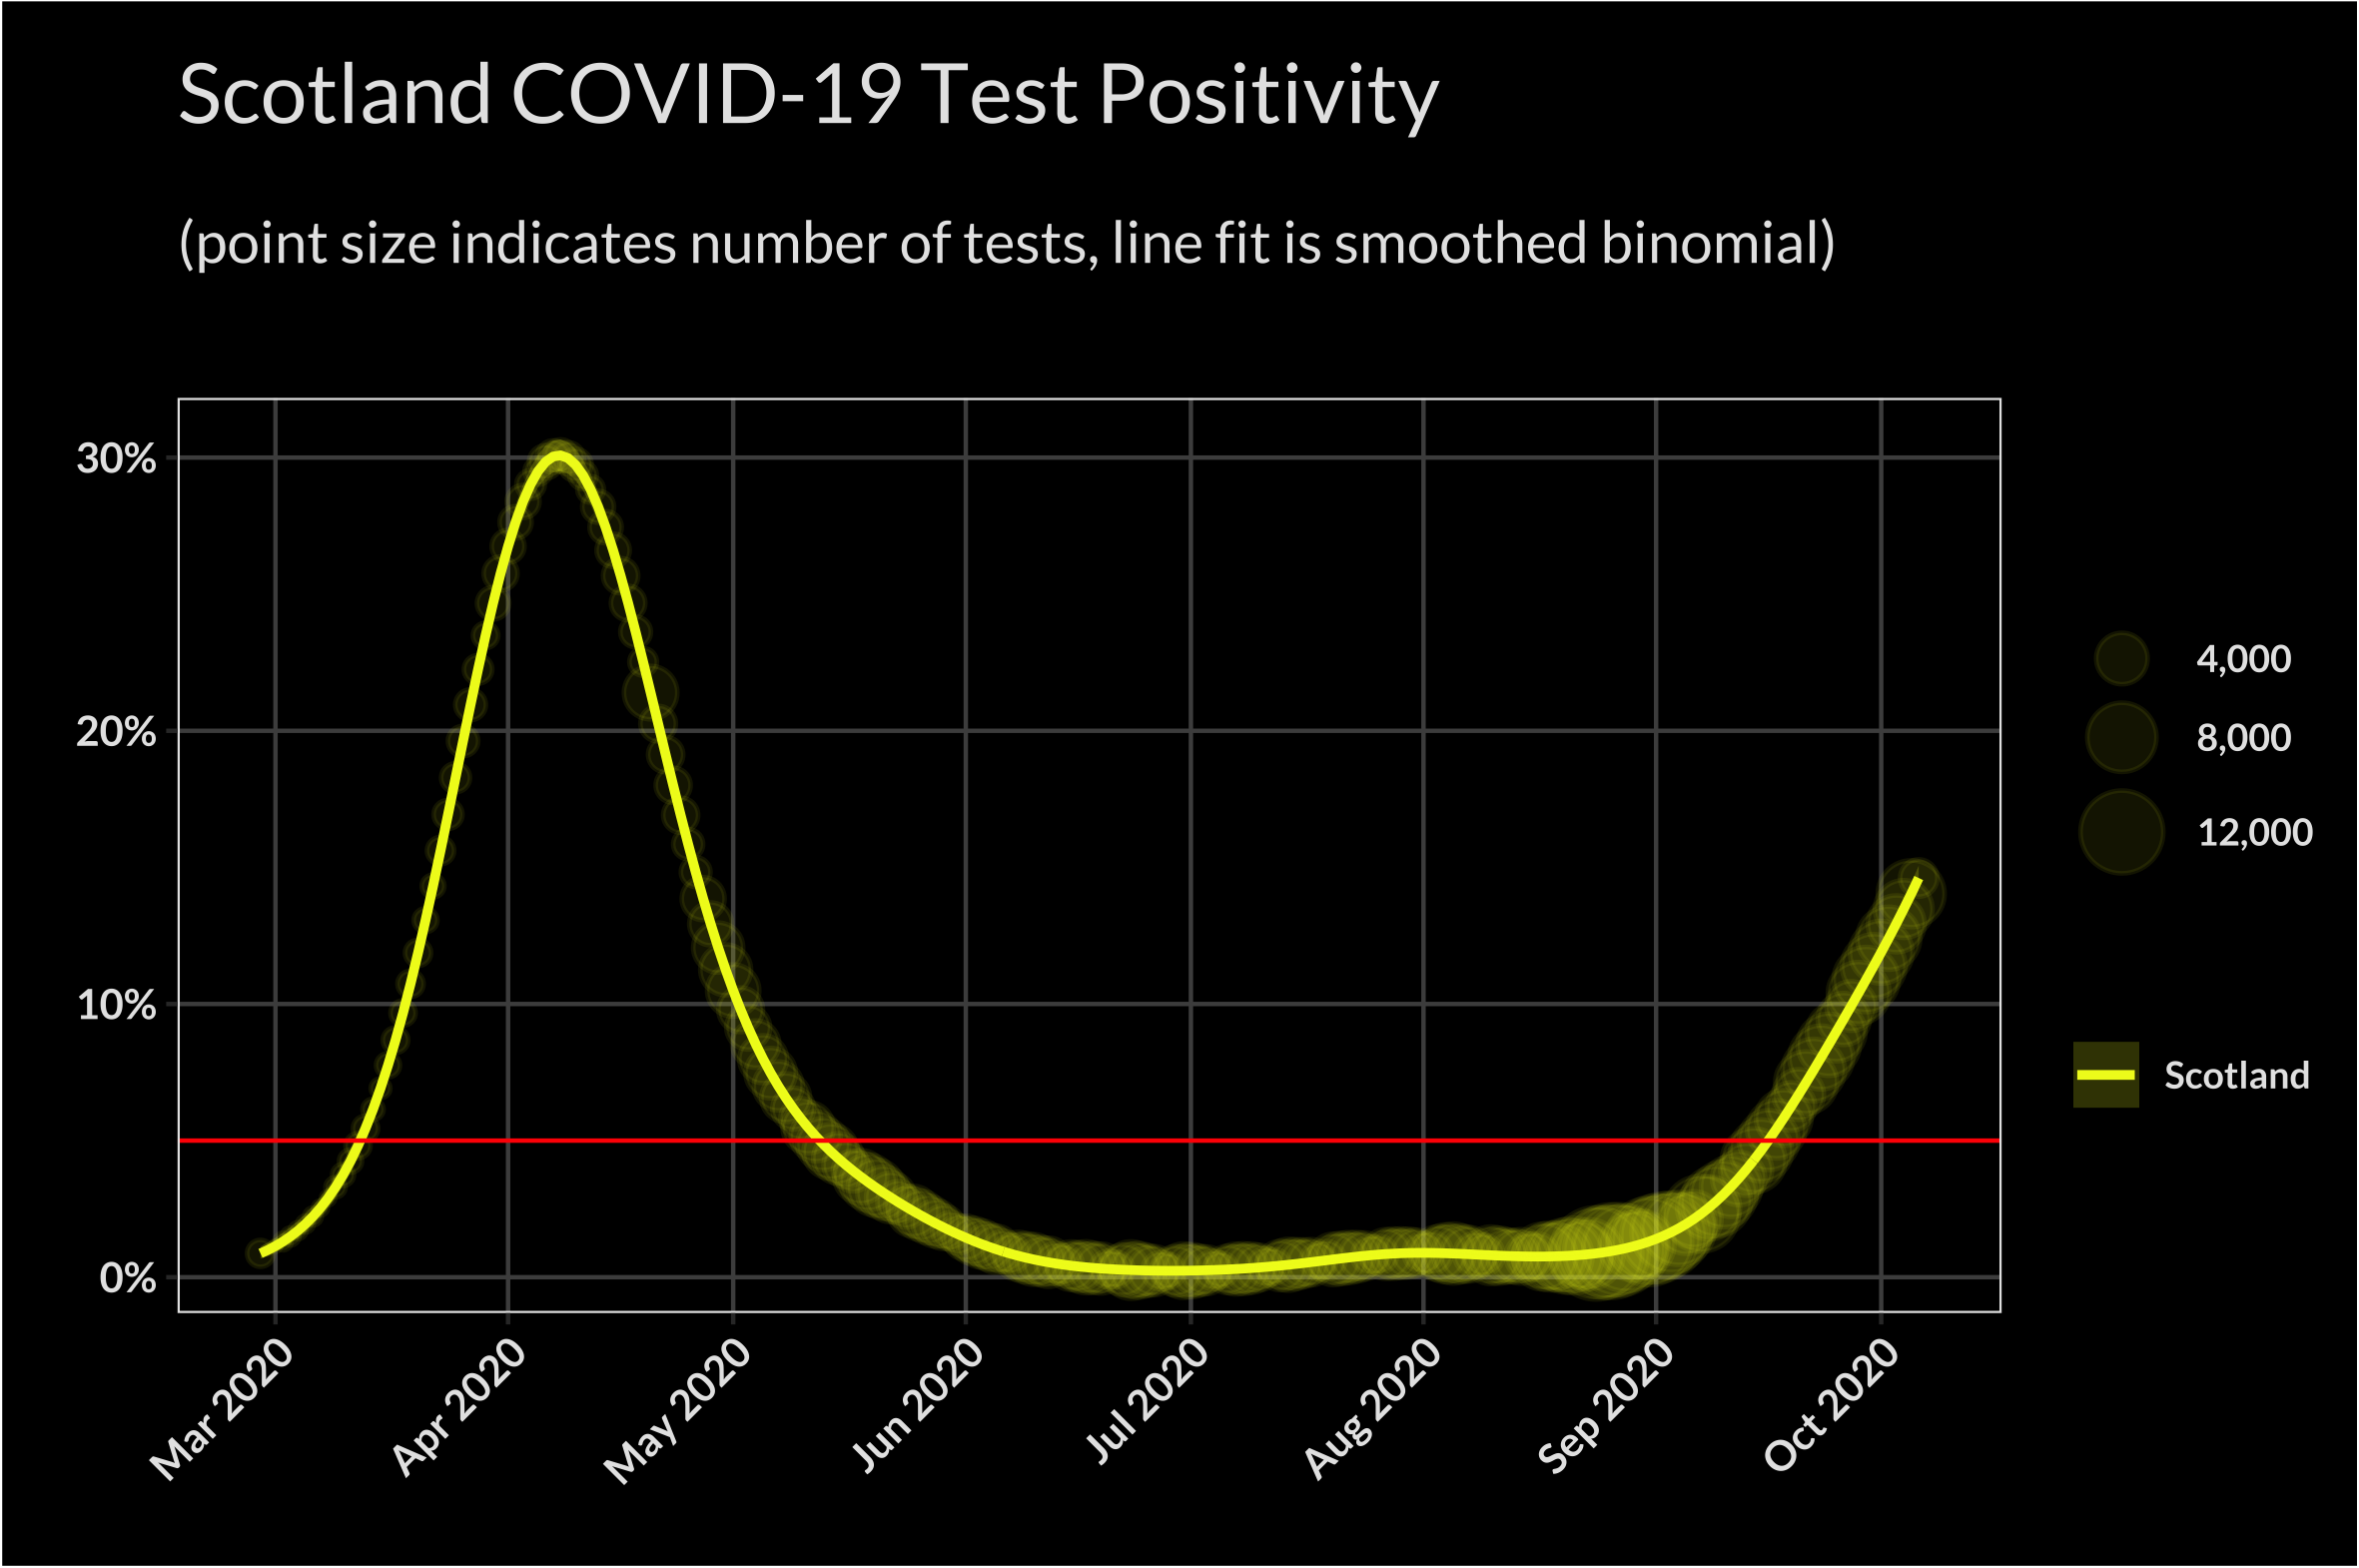 Scotland COVID-19 Test Positivity
(point size indicates number of tests, line fit is smoothed binomial)
30%
20%
10%
0%
4,000
8,000
12,000
Scotland
Mar 2020
Apr 2020
May 2020
Jun 2020
Jul 2020
Aug 2020
Sep 2020
Oct 2020